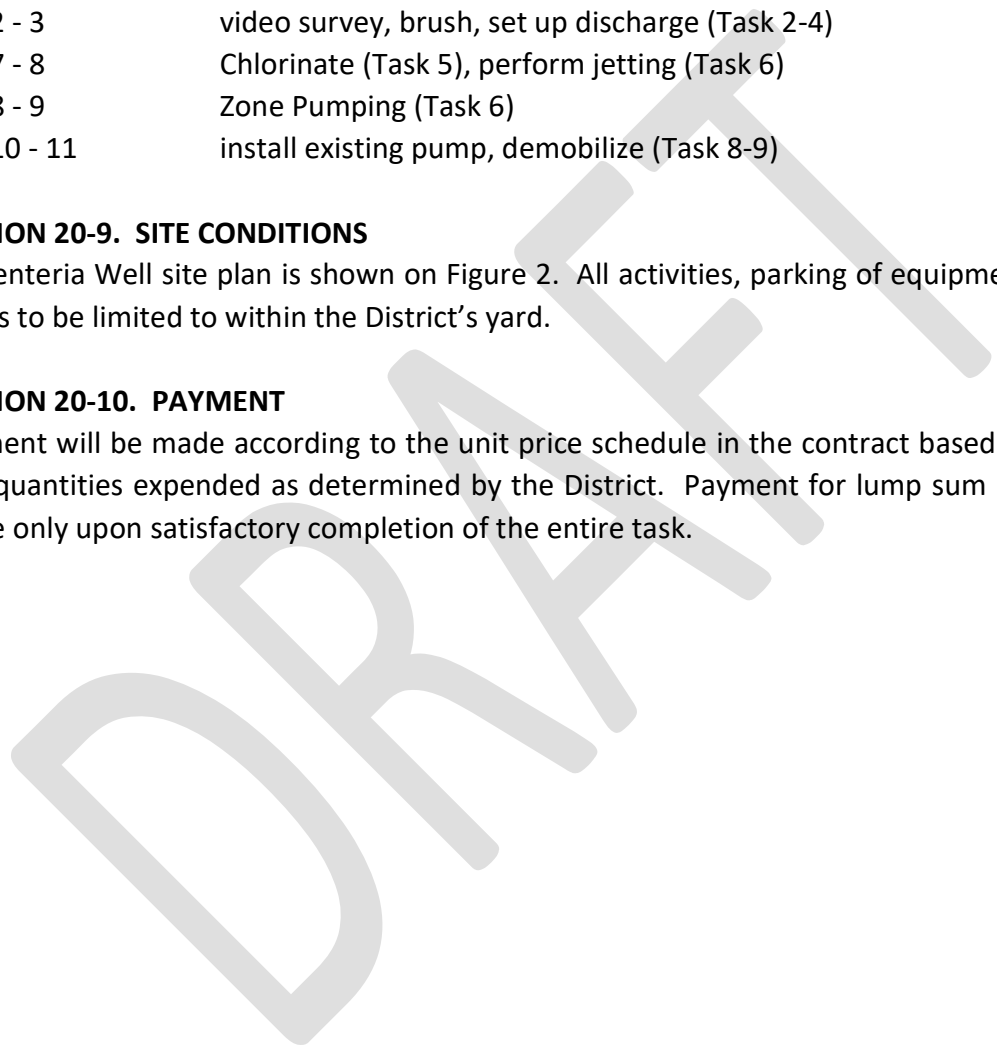 2 - 3 video survey, brush, set up discharge (Task 2-4)
7 - 8 Chlorinate (Task 5), perform jetting (Task 6)
8 - 9 Zone Pumping (Task 6)
10 - 11 install existing pump, demobilize (Task 8-9)
ION 20-9. SITE CONDITIONS
enteria Well site plan is shown on Figure 2. All activities, parking of equipme
s to be limited to within the District’s yard.
ION 20-10. PAYMENT
ent will be made according to the unit price schedule in the contract based
quantities expended as determined by the District. Payment for lump sum
e only upon satisfactory completion of the entire task.
DRAFT